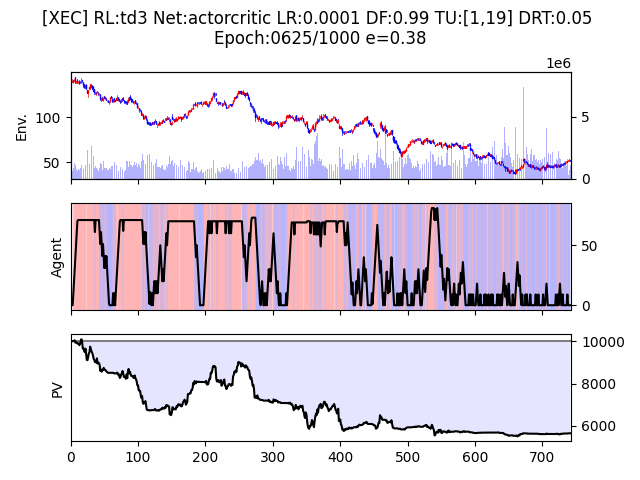 [XEC] RL:td3 Net:actorcritic LR:0.0001 DF:0.99 TU:[1,19] DRT:0.05
Epoch:0625/1000 e=0.38
1e6
Env.
100
50
5
0
Agent
50
0
PV
10000
8000
6000
0 100 200 300 400 500 600 700